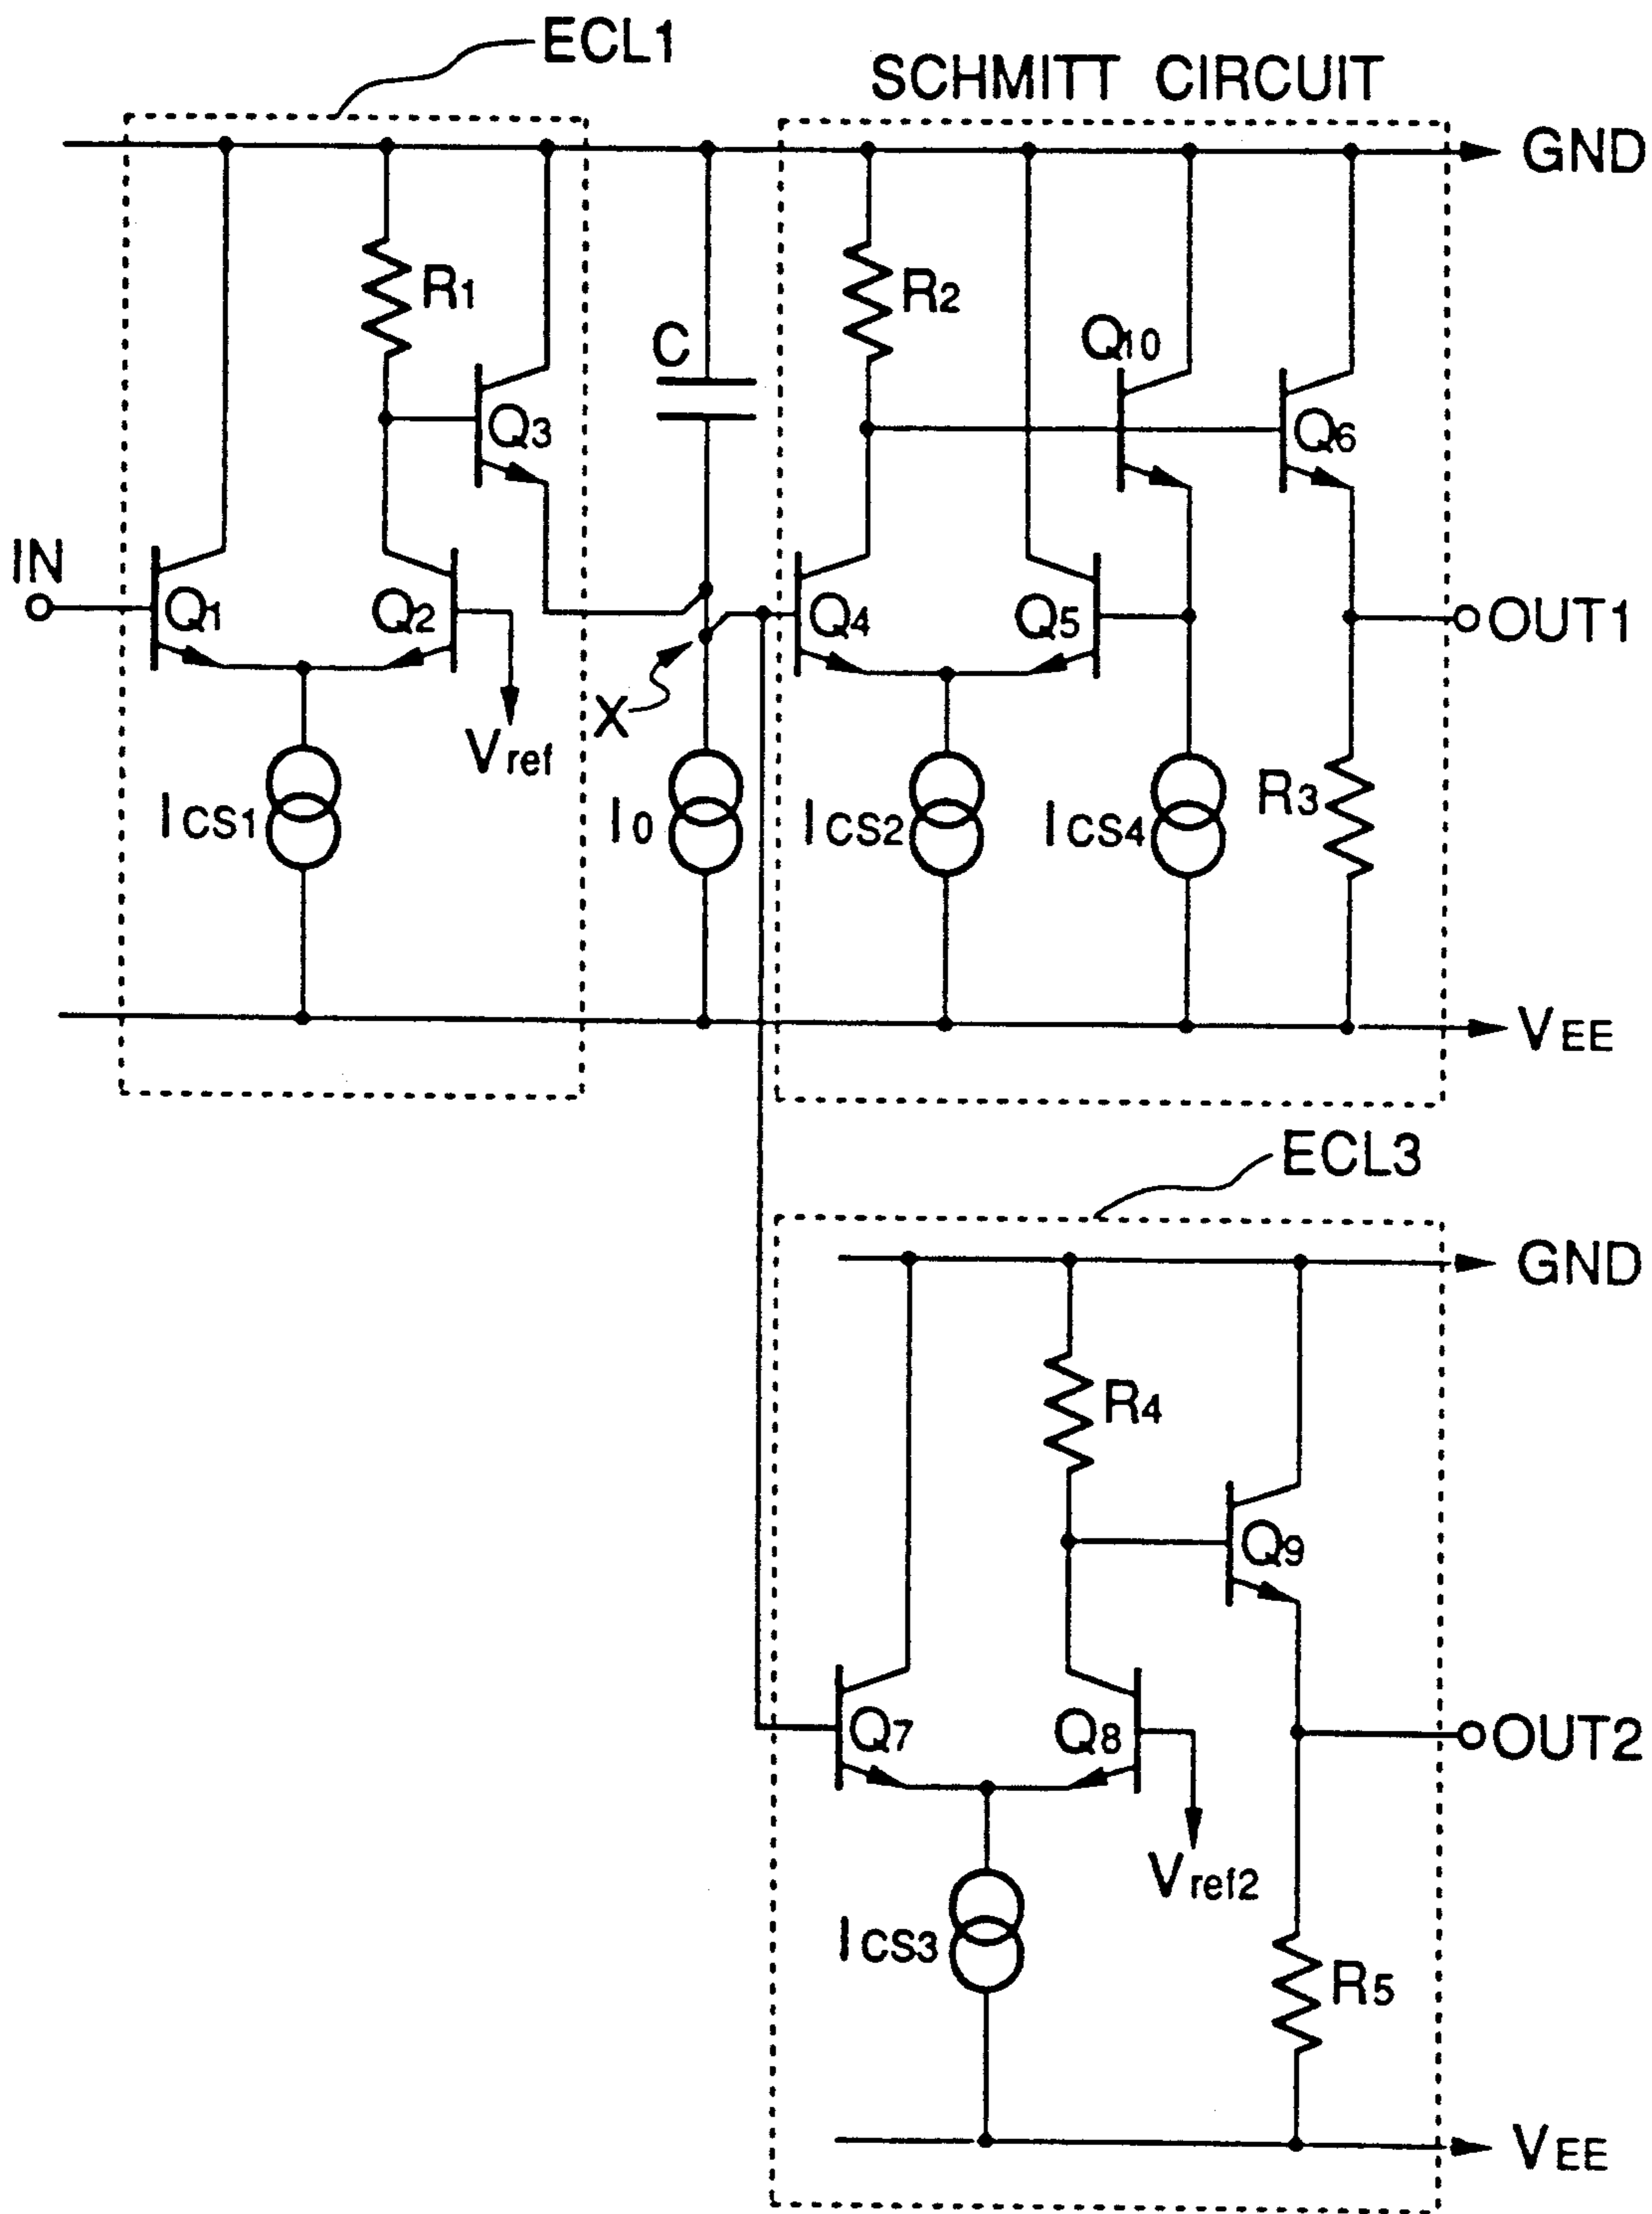 ECL1
SCHMITT CIRCUIT
GND
R1
R2
C
Q10
Q3
Q6
IN
Q1
Q2
Q4
Q5
OUT1
X
Vref
ICS1
I0
ICS2
ICS4
R3
VEE
ECL3
GND
R4
Q9
Q7
Q8
OUT2
Vref2
ICS3
R5
VEE